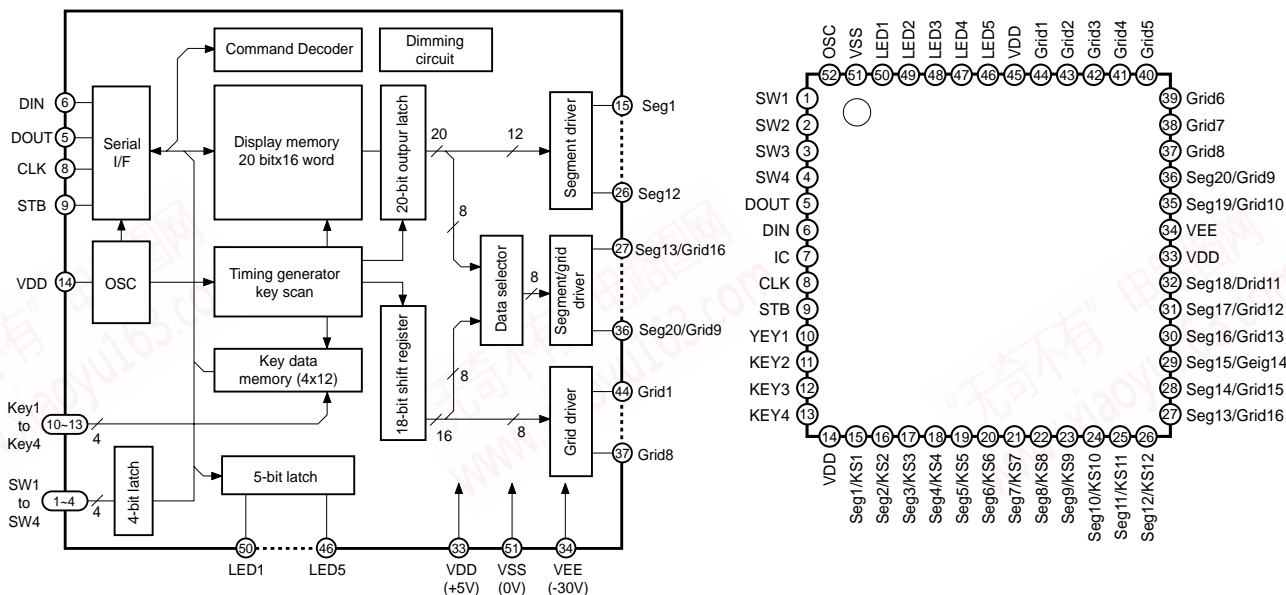 Command Decoder
Dimming
circuit
DIN
6
DOUT
5
CLK
8
STB
9
Serial
I/F
Display memory
20 bitx16 word
20-bit outpur latch
20
12
Segment driver
15
Seg1
26
Seg12
8
VDD
14
OSC
Timing generator
key scan
Data selector
8
Segment/grid
driver
27
Seg13/Grid16
36
Seg20/Grid9
Key data
memory (4x12)
18-bit shift register
8
16
8
Grid driver
44
Grid1
37
Grid8
Key1
to
Key4
10~13
4
SW1
to
SW4
1~4
4
4-bit latch
5-bit latch
50
46
33
51
34
LED1
LED5
VDD
(+5V)
VSS
(0V)
VEE
(-30V)
OSC
VSS
LED1
LED2
LED3
LED4
LED5
VDD
Grid1
Grid2
Grid3
Grid4
Grid5
52
51
50
49
48
47
46
45
44
43
42
41
40
SW1
1
SW2
2
SW3
3
SW4
4
DOUT
5
DIN
6
IC
7
CLK
8
STB
9
YEY1
10
KEY2
11
KEY3
12
KEY4
13
39
Grid6
38
Grid7
37
Grid8
36
Seg20/Grid9
35
Seg19/Grid10
34
VEE
33
VDD
32
Seg18/Drid11
31
Seg17/Grid12
30
Seg16/Grid13
29
Seg15/Geig14
28
Seg14/Grid15
27
Seg13/Grid16
14
15
16
17
18
19
20
21
22
23
24
25
26
VDD
Seg1/KS1
Seg2/KS2
Seg3/KS3
Seg4/KS4
Seg5/KS5
Seg6/KS6
Seg7/KS7
Seg8/KS8
Seg9/KS9
Seg10/KS10
Seg11/KS11
Seg12/KS12